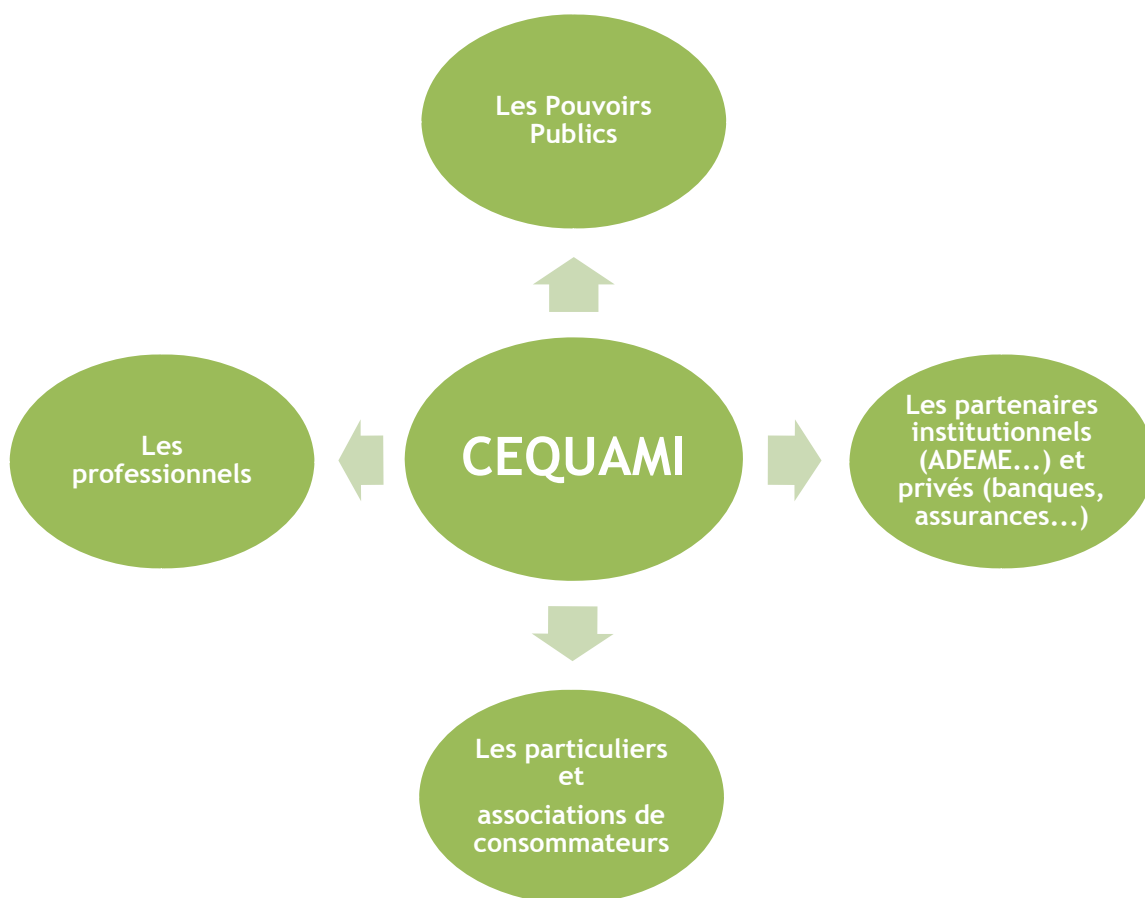 Les Pouvoirs
Publics
Les
professionnels
CEQUAMI
Les partenaires
institutionnels
(ADEME...) et
privés (banques,
assurances...)
Les particuliers
et
associations de
consommateurs